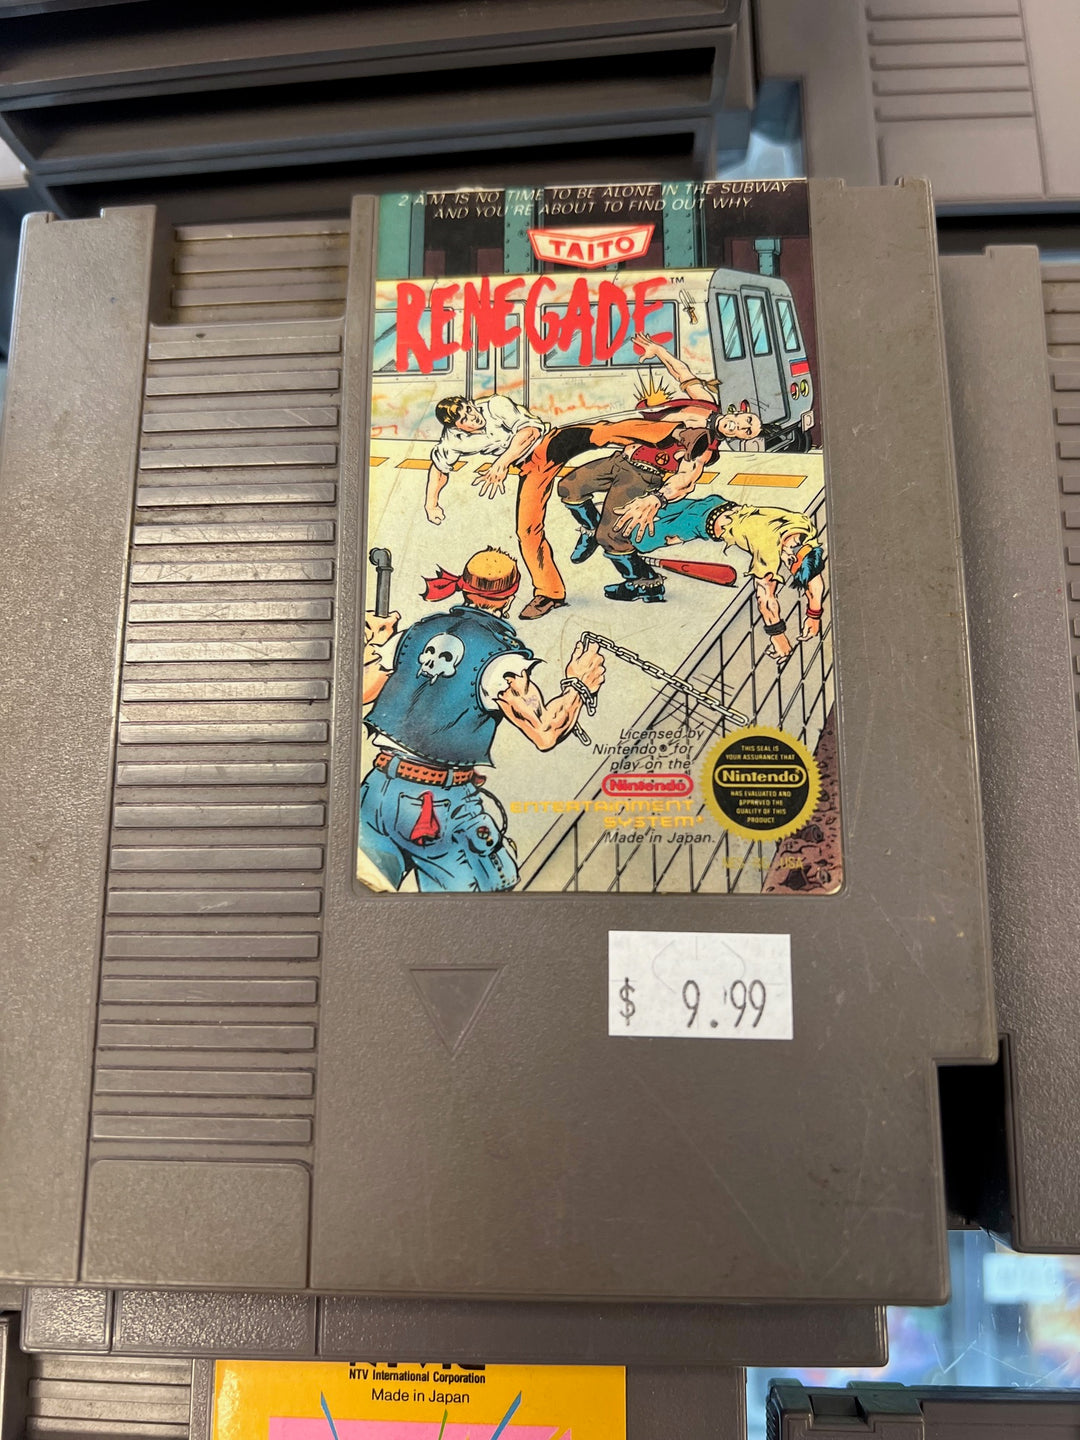 2 A.M. IS NO TIME TO BE ALONE IN THE SUBWAY
AND YOU'RE ABOUT TO FIND OUT WHY.
TAITO
RENEGADE™
Licensed by
Nintendo® for
play on the
Nintendo
ENTERTAINMENT
SYSTEM®
Made in Japan.
THIS SEAL IS
YOUR ASSURANCE THAT
Nintendo
HAS EVALUATED AND
APPROVED THE
QUALITY OF THIS
PRODUCT
USA
$ 9.99
NTV International Corporation
Made in Japan